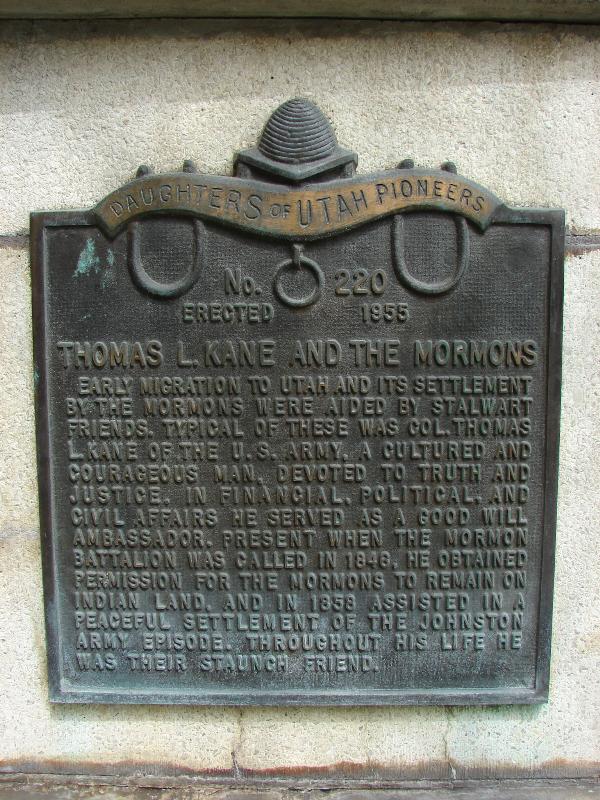 DAUGHTERS OF UTAH PIONEERS
No. 220
ERECTED 1955
THOMAS L. KANE AND THE MORMONS
EARLY MIGRATION TO UTAH AND ITS SETTLEMENT
BY THE MORMONS WERE AIDED BY STALWART
FRIENDS. TYPICAL OF THESE WAS COL. THOMAS
L. KANE OF THE U. S. ARMY, A CULTURED AND
COURAGEOUS MAN, DEVOTED TO TRUTH AND
JUSTICE. IN FINANCIAL, POLITICAL, AND
CIVIL AFFAIRS HE SERVED AS A GOOD WILL
AMBASSADOR. PRESENT WHEN THE MORMON
BATTALION WAS CALLED IN 1846, HE OBTAINED
PERMISSION FOR THE MORMONS TO REMAIN ON
INDIAN LAND, AND IN 1858 ASSISTED IN A
PEACEFUL SETTLEMENT OF THE JOHNSTON
ARMY EPISODE. THROUGHOUT HIS LIFE HE
WAS THEIR STAUNCH FRIEND.